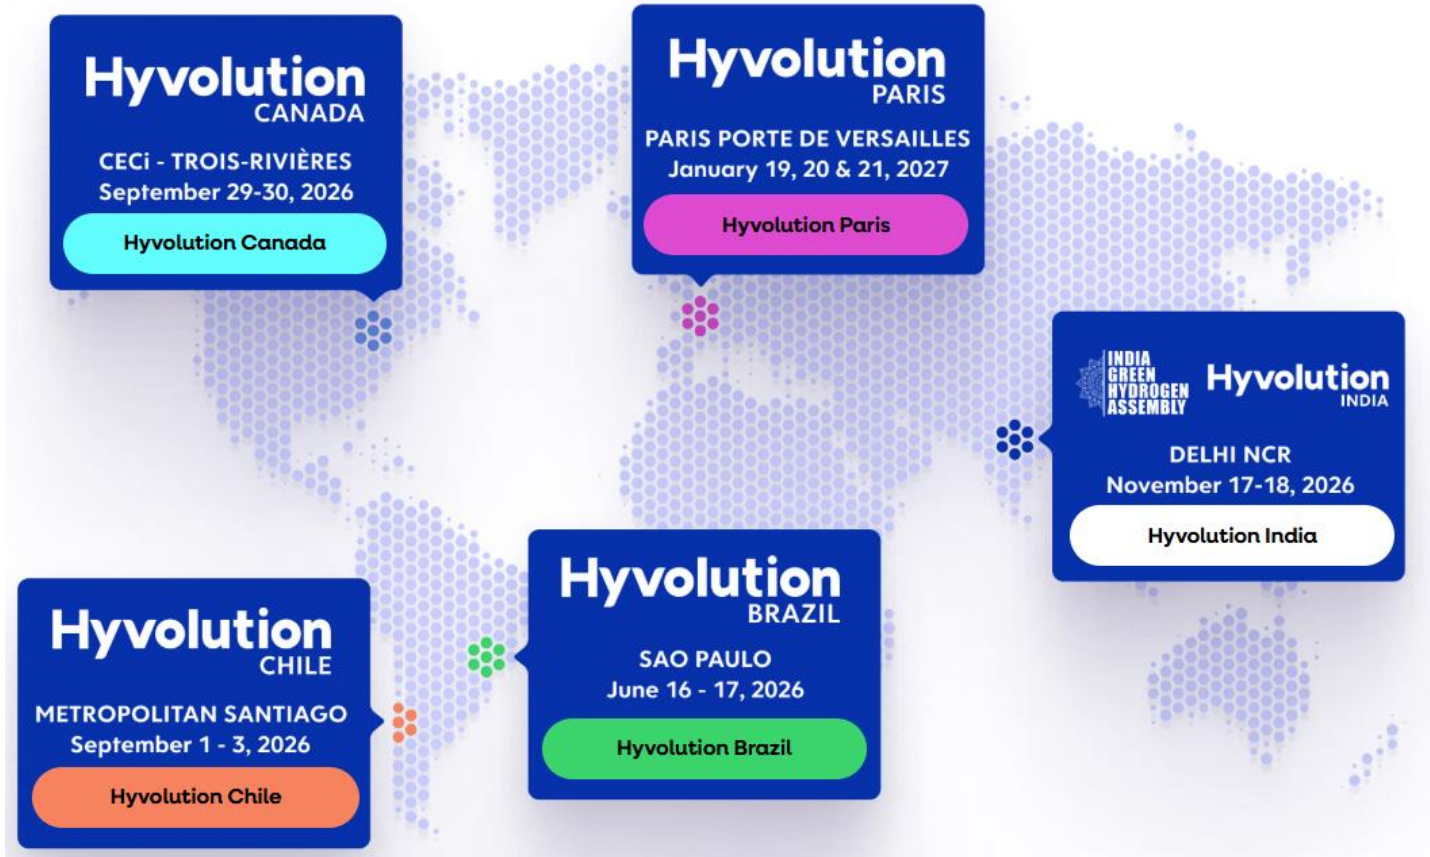 Hyvolution
CANADA
CECi - TROIS-RIVIÈRES
September 29-30, 2026
Hyvolution Canada
Hyvolution
PARIS
PARIS PORTE DE VERSAILLES
January 19, 20 & 21, 2027
Hyvolution Paris
INDIA
GREEN
HYDROGEN
ASSEMBLY
Hyvolution
INDIA
DELHI NCR
November 17-18, 2026
Hyvolution India
Hyvolution
BRAZIL
SAO PAULO
June 16 - 17, 2026
Hyvolution Brazil
Hyvolution
CHILE
METROPOLITAN SANTIAGO
September 1 - 3, 2026
Hyvolution Chile